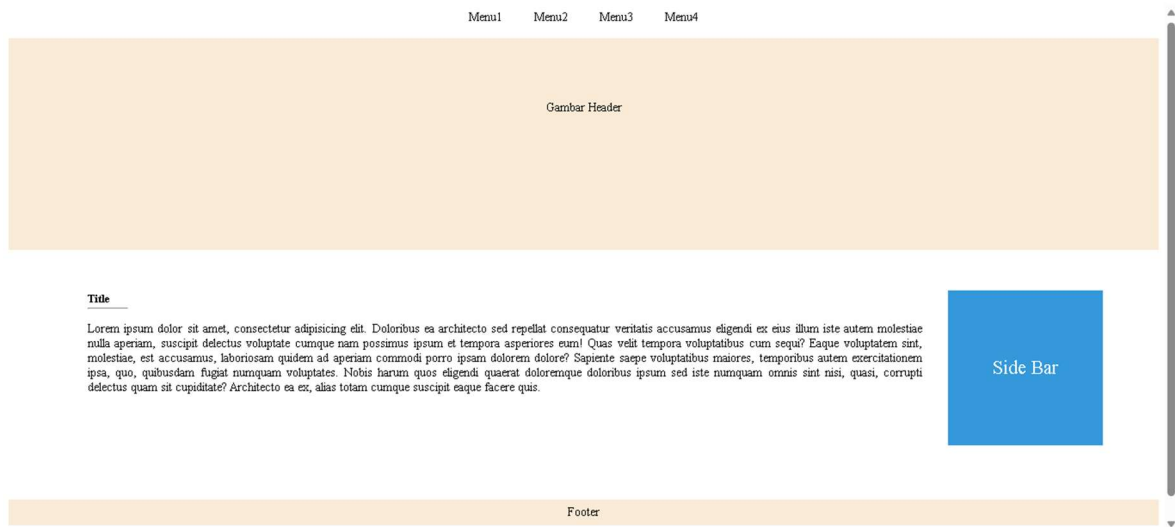 Menu1 Menu2 Menu3 Menu4
Gambar Header
Title
Lorem ipsum dolor sit amet, consectetur adipisicing elit. Doloribus ea architecto sed repellat consequatur veritatis accusamus eligendi ex eius illum iste autem molestiae
nulla aperiam, suscipit delectus voluptate cumque nam possimus ipsum et tempora asperiores eum! Quas velit tempora voluptatibus cum sequi? Eaque voluptatem sint,
molestiae, est accusamus, laboriosam quidem ad aperiam commodi porro ipsam dolorem dolore? Sapiente saepe voluptatibus maiores, temporibus autem exercitationem
ipsa, quo, quibusdam fugiat numquam voluptates. Nobis harum quos eligendi quaerat doloremque doloribus ipsum sed iste numquam omnis sint nisi, quasi, corrupti
delectus quam sit cupiditate? Architecto ea ex, alias totam cumque suscipit eaque facere quis.
Side Bar
Footer